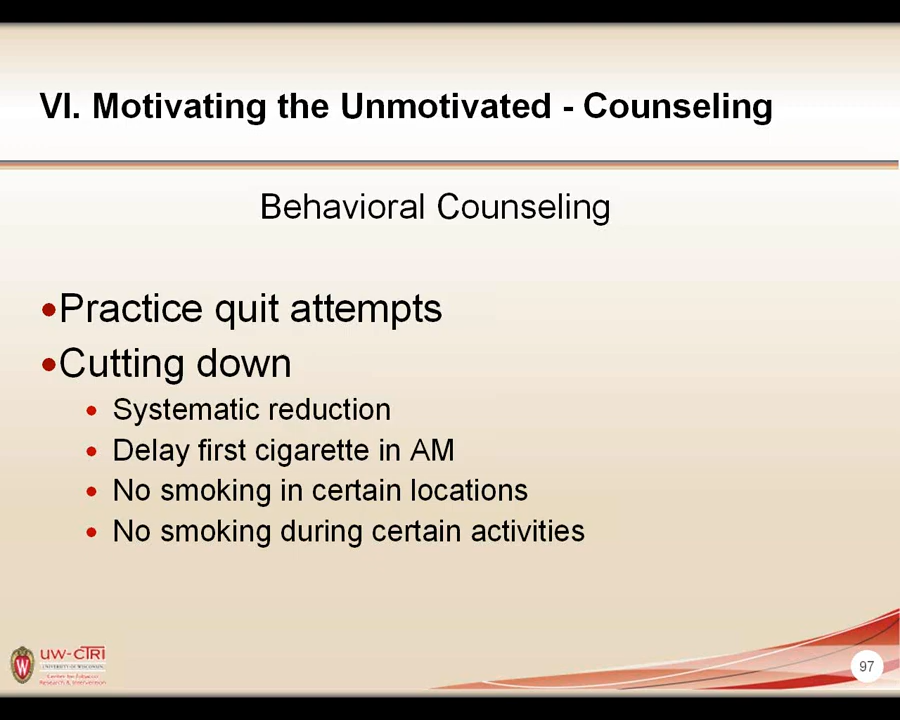 VI. Motivating the Unmotivated - Counseling
Behavioral Counseling
•Practice quit attempts
•Cutting down
• Systematic reduction
• Delay first cigarette in AM
• No smoking in certain locations
• No smoking during certain activities
W
UW-CTRI
UNIVERSITY OF WISCONSIN
Center for Tobacco
Research & Intervention
97